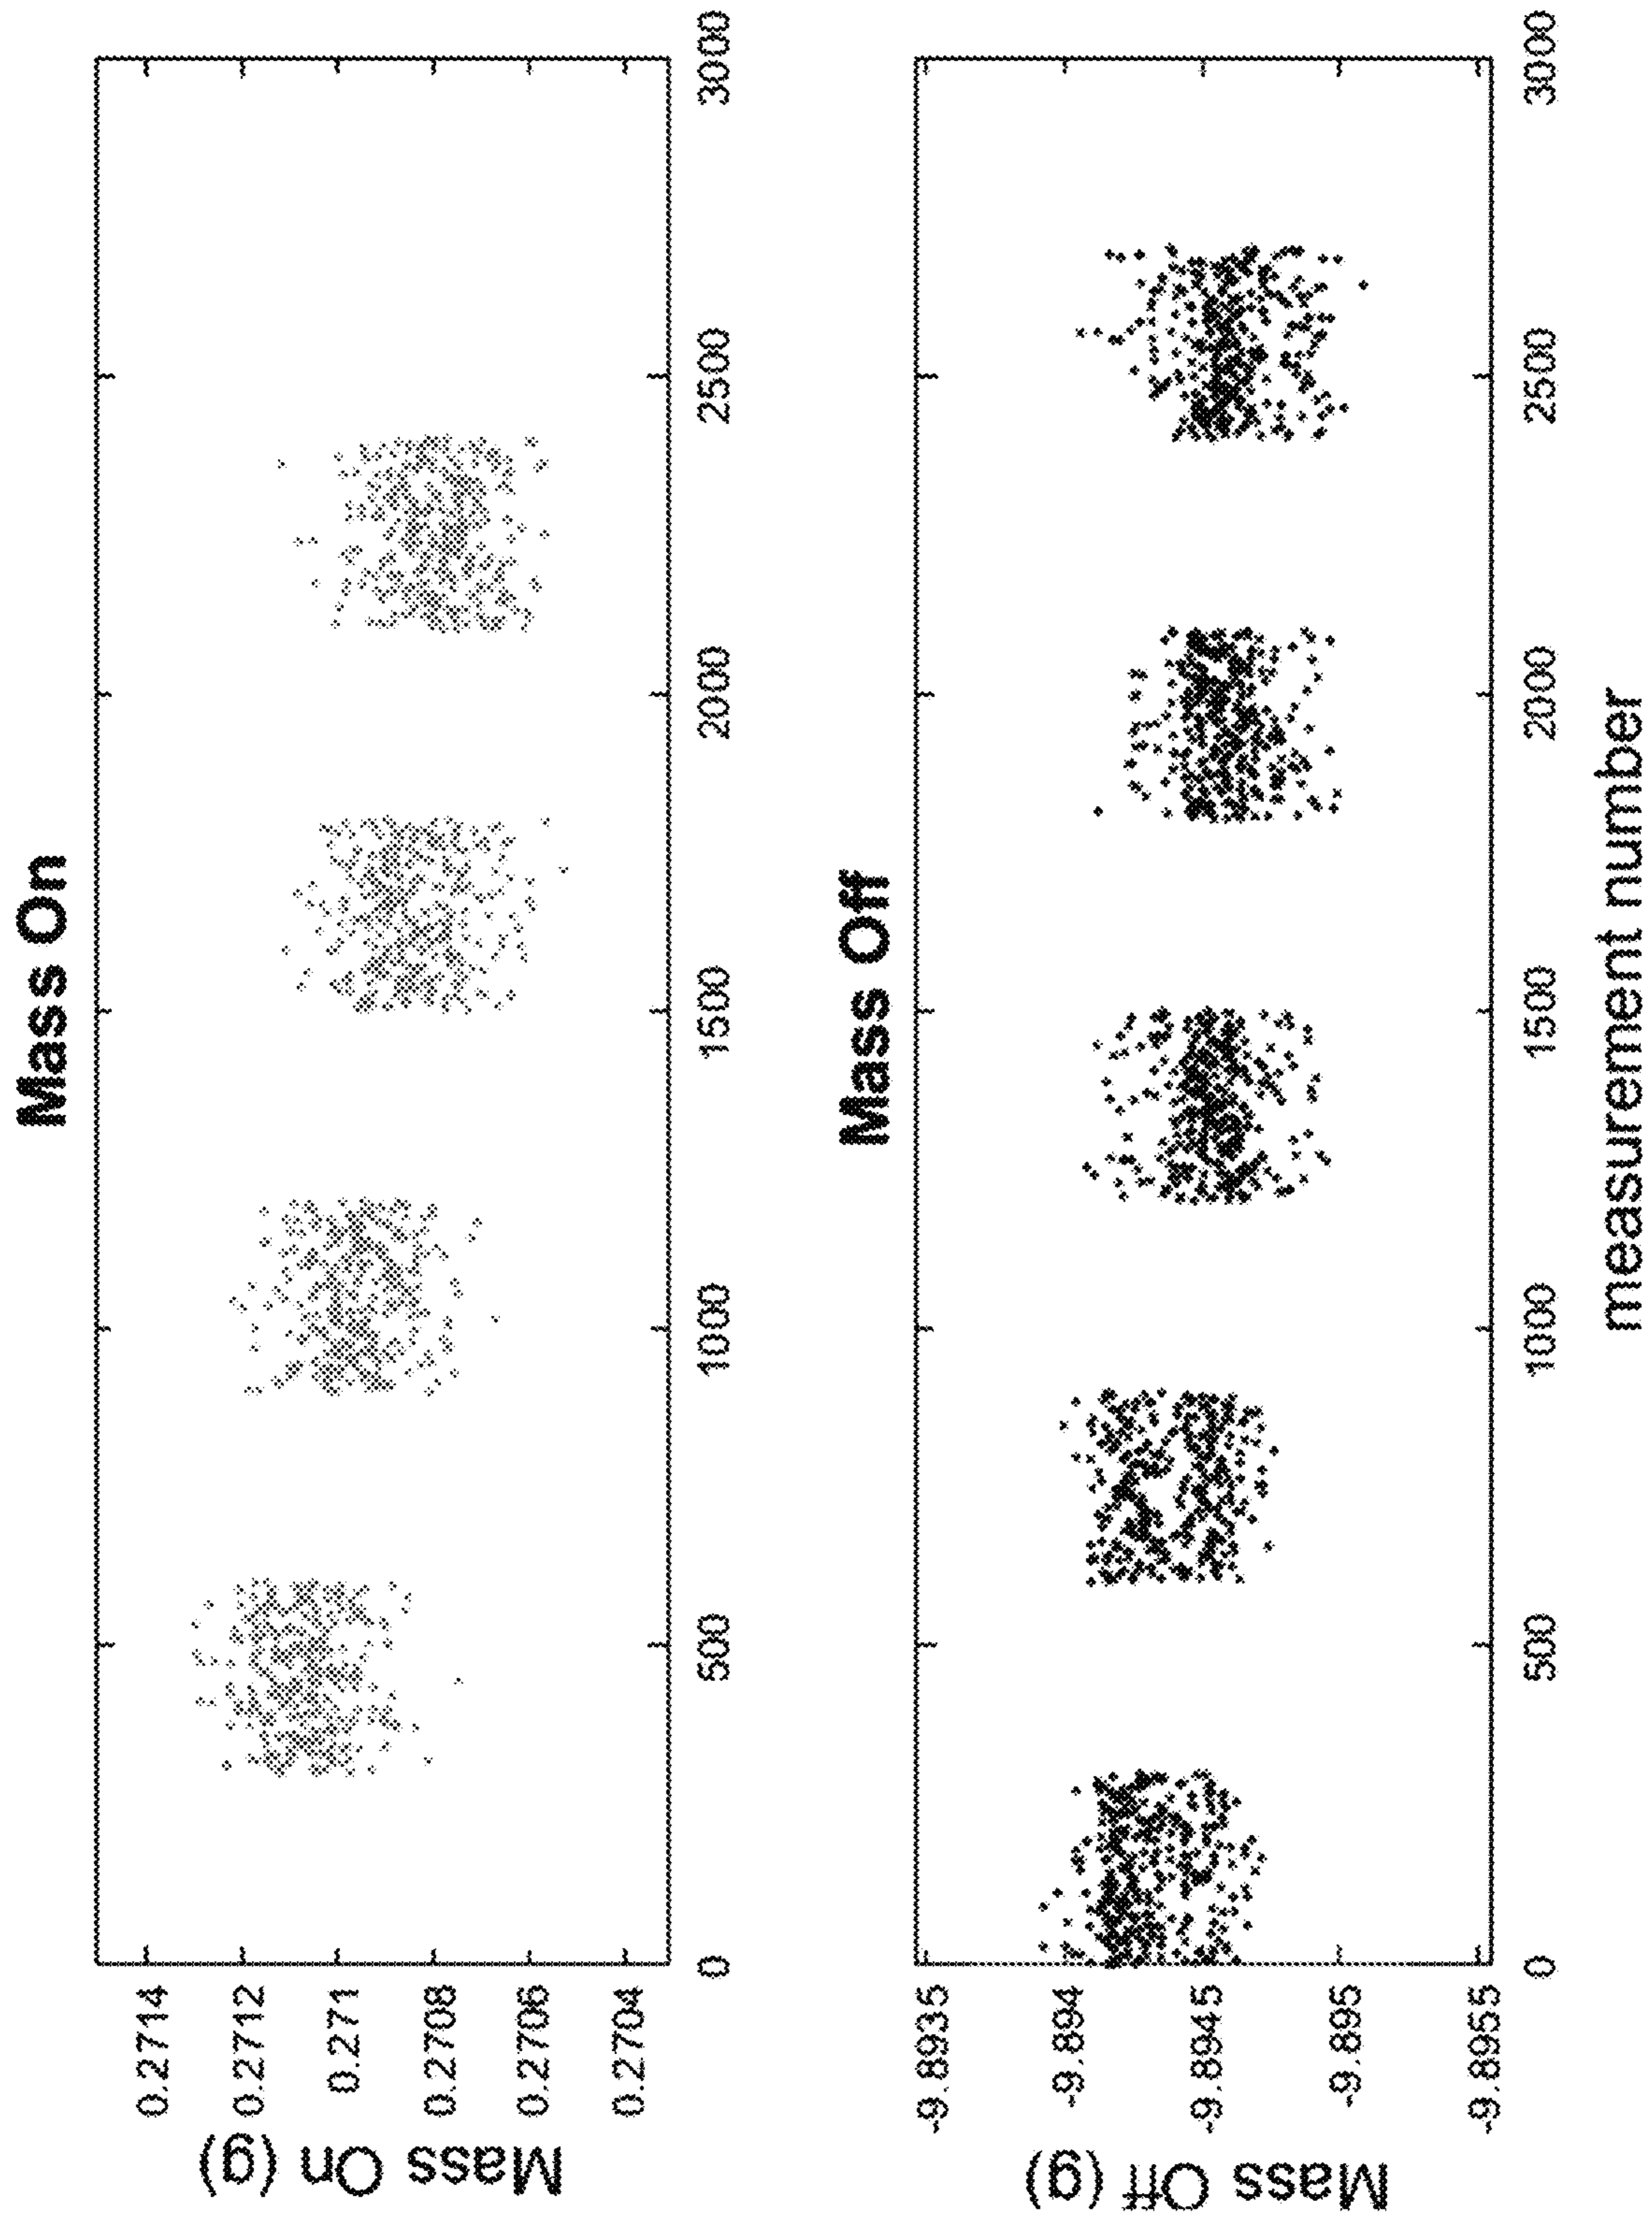 Mass On
Mass On (g)
0.2714
0.2712
0.271
0.2708
0.2706
0.2704
0 500 1000 1500 2000 2500 3000
Mass Off
Mass Off (g)
-9.8935
-9.894
-9.8945
-9.895
-9.8955
0 500 1000 1500 2000 2500 3000
measurement number